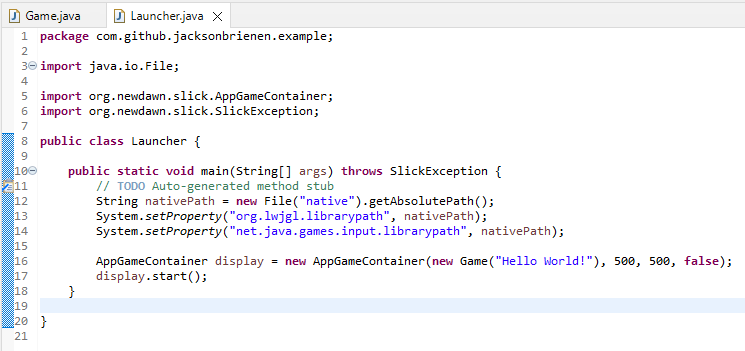 Game.java Launcher.java
1 package com.github.jacksonbrienen.example;
2
3 import java.io.File;
4
5 import org.newdawn.slick.AppGameContainer;
6 import org.newdawn.slick.SlickException;
7
8 public class Launcher {
9
10 public static void main(String[] args) throws SlickException {
11 // TODO Auto-generated method stub
12 String nativePath = new File("native").getAbsolutePath();
13 System.setProperty("org.lwjgl.librarypath", nativePath);
14 System.setProperty("net.java.games.input.librarypath", nativePath);
15
16 AppGameContainer display = new AppGameContainer(new Game("Hello World!"), 500, 500, false);
17 display.start();
18 }
19
20 }
21